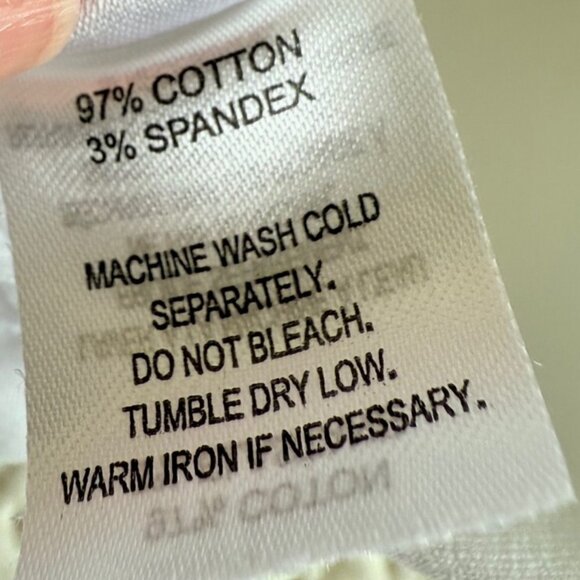 97% COTTON
3% SPANDEX
MACHINE WASH COLD
SEPARATELY.
DO NOT BLEACH.
TUMBLE DRY LOW.
WARM IRON IF NECESSARY.